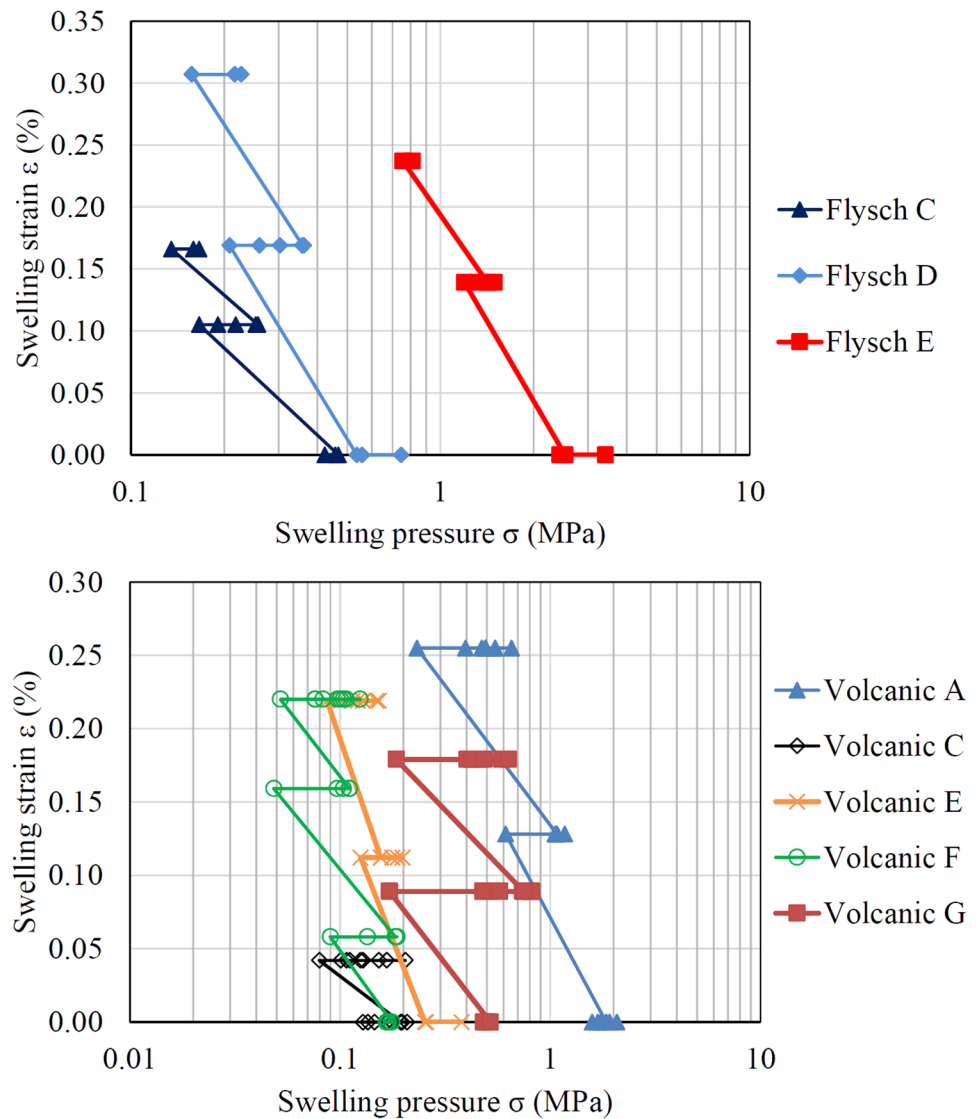 0.35
0.30
0.25
0.20
0.15
0.10
0.05
0.00
Swelling strain ε (%)
0.1 1 10
Swelling pressure σ (MPa)
Flysch C
Flysch D
Flysch E
0.30
0.25
0.20
0.15
0.10
0.05
0.00
Swelling strain ε (%)
0.01 0.1 1 10
Swelling pressure σ (MPa)
Volcanic A
Volcanic C
Volcanic E
Volcanic F
Volcanic G